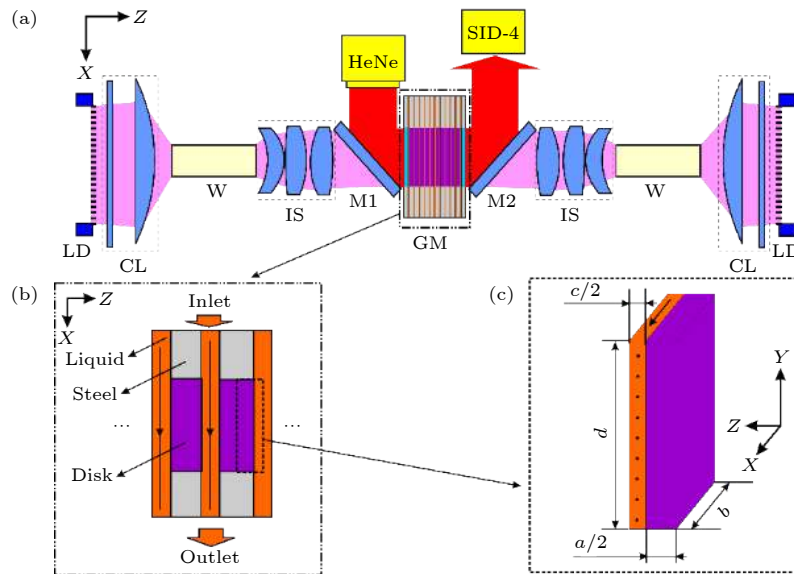 (a)
Z
X
HeNe
SID-4
LD
CL
W
IS
M1
GM
M2
IS
W
CL
LD
(b)
Z
X
Inlet
Liquid
Steel
...
...
Disk
Outlet
(c)
c/2
d
Y
Z
X
b
a/2